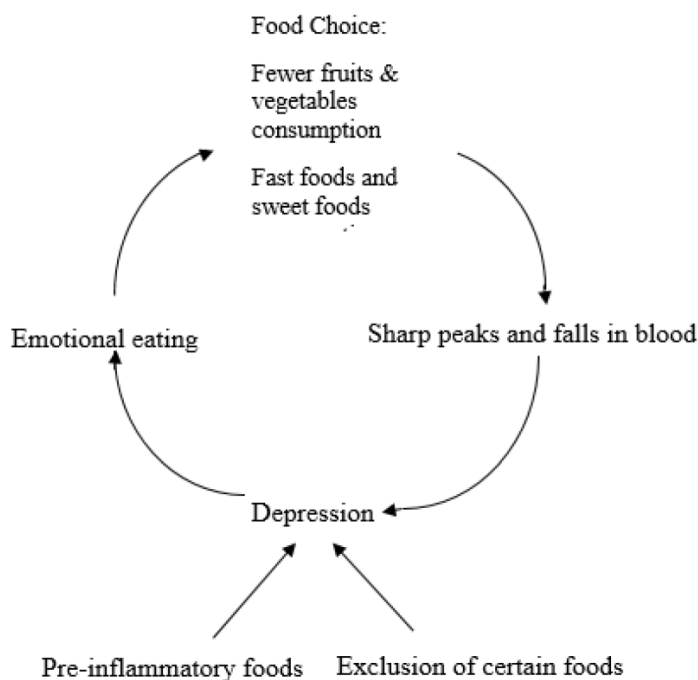 Food Choice:
Fewer fruits &
vegetables
consumption
Fast foods and
sweet foods
Emotional eating
Sharp peaks and falls in blood
Depression
Pre-inflammatory foods
Exclusion of certain foods